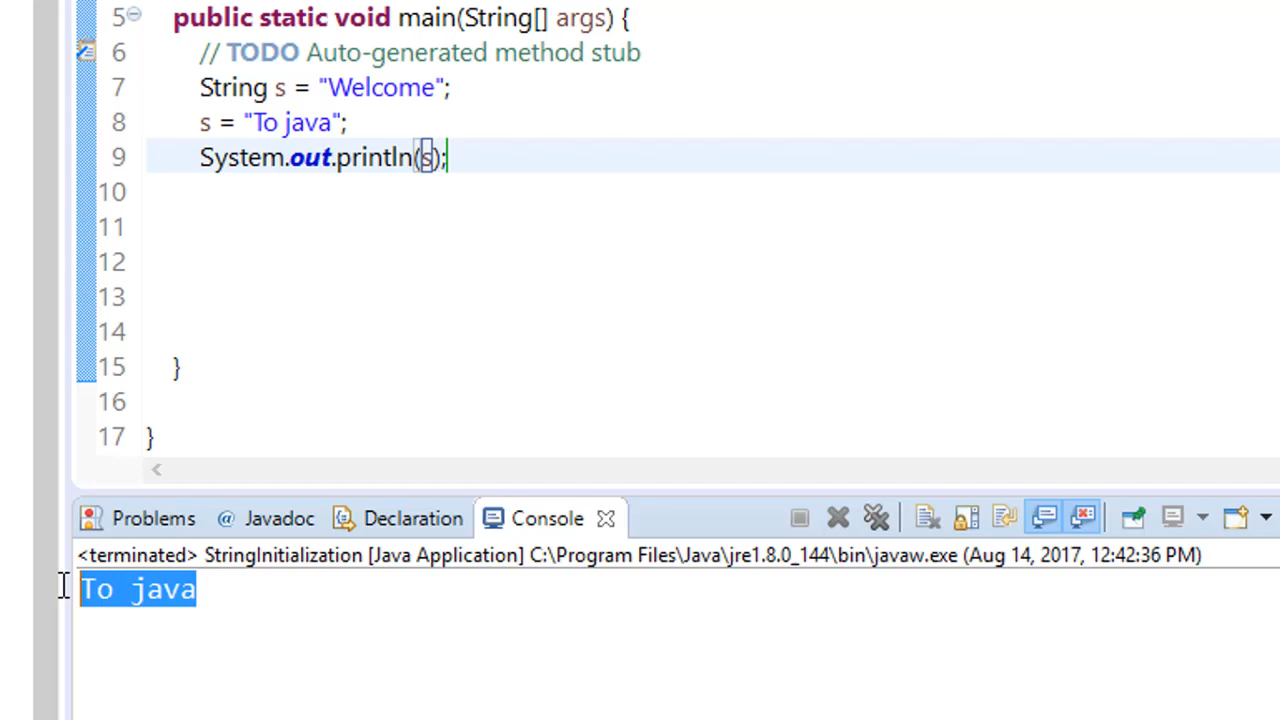 5 public static void main(String[] args) {
6 // TODO Auto-generated method stub
7 String s = "Welcome";
8 s = "To java";
9 System.out.println(s);
10
11
12
13
14
15 }
16
17 }
Problems @ Javadoc Declaration Console
<terminated> StringInitialization [Java Application] C:\Program Files\Java\jre1.8.0_144\bin\javaw.exe (Aug 14, 2017, 12:42:36 PM)
To java